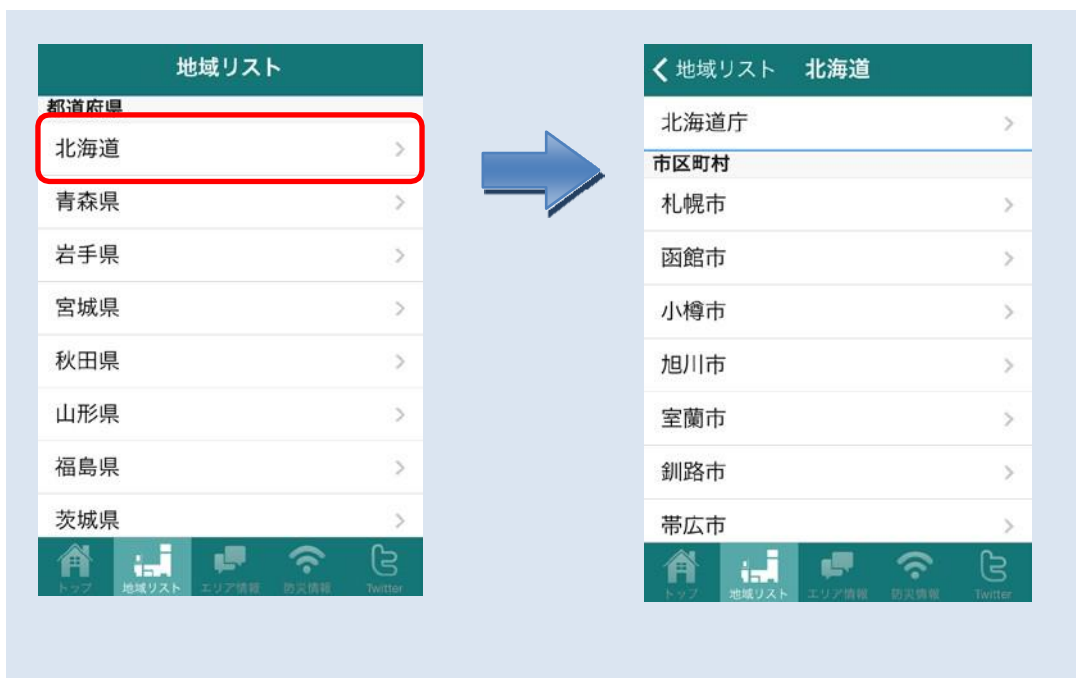 地域リスト
都道府県
北海道
青森県
岩手県
宮城県
秋田県
山形県
福島県
茨城県
トップ 地域リスト エリア情報 防災情報 Twitter
地域リスト 北海道
北海道庁
市区町村
札幌市
函館市
小樽市
旭川市
室蘭市
釧路市
帯広市
トップ 地域リスト エリア情報 防災情報 Twitter